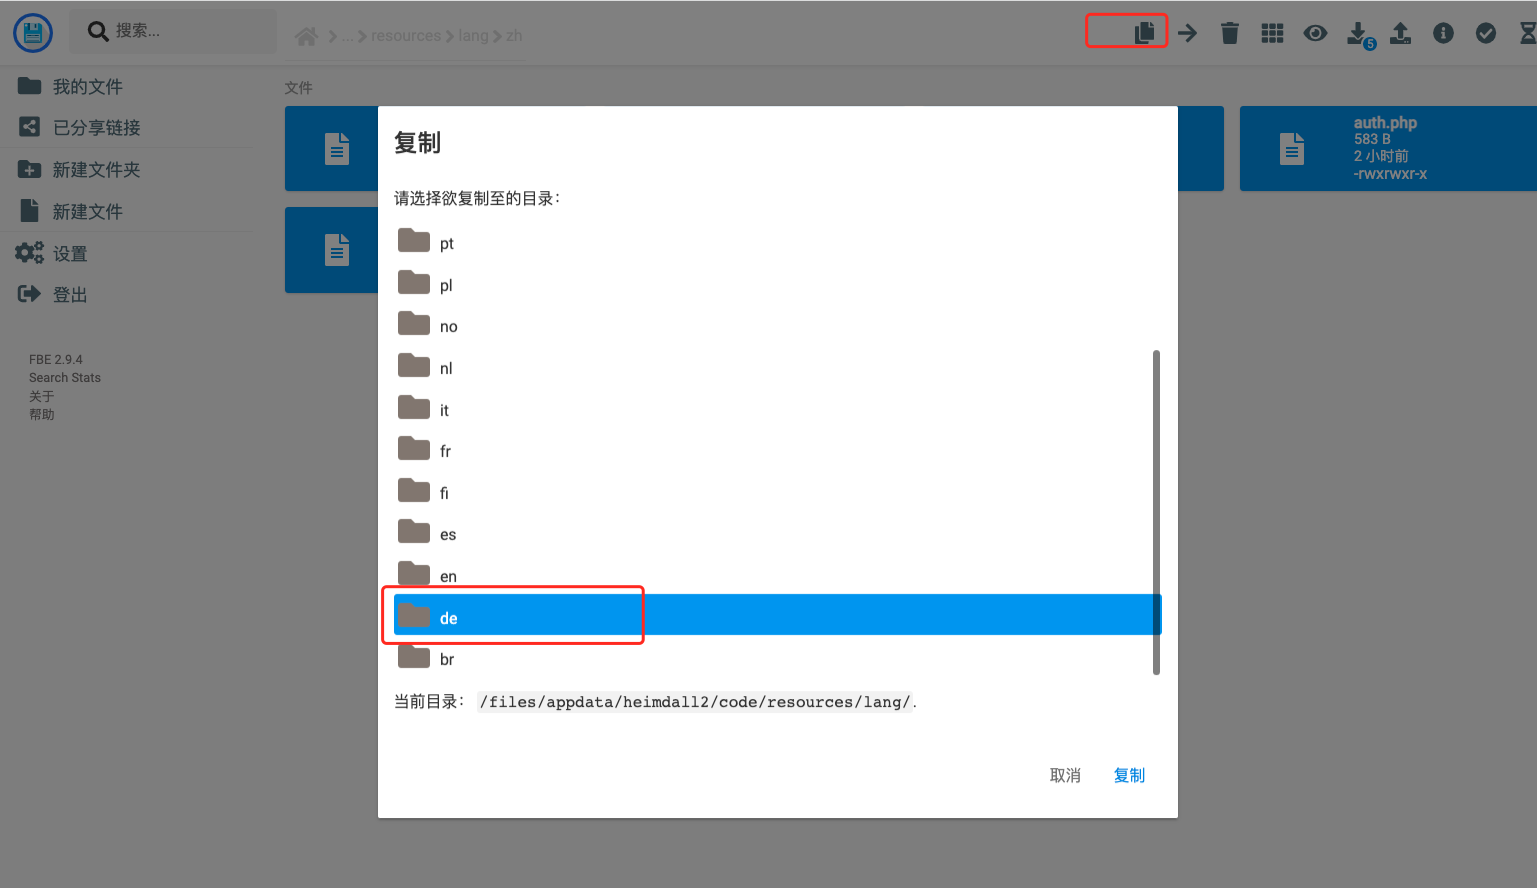 搜索...
... resources lang zh
5
我的文件
已分享链接
新建文件夹
新建文件
设置
登出
FBE 2.9.4
Search Stats
关于
帮助
文件
auth.php
583 B
2 小时前
-rwxrwxr-x
复制
请选择欲复制至的目录：
pt
pl
no
nl
it
fr
fi
es
en
de
br
当前目录： /files/appdata/heimdall2/code/resources/lang/.
取消
复制